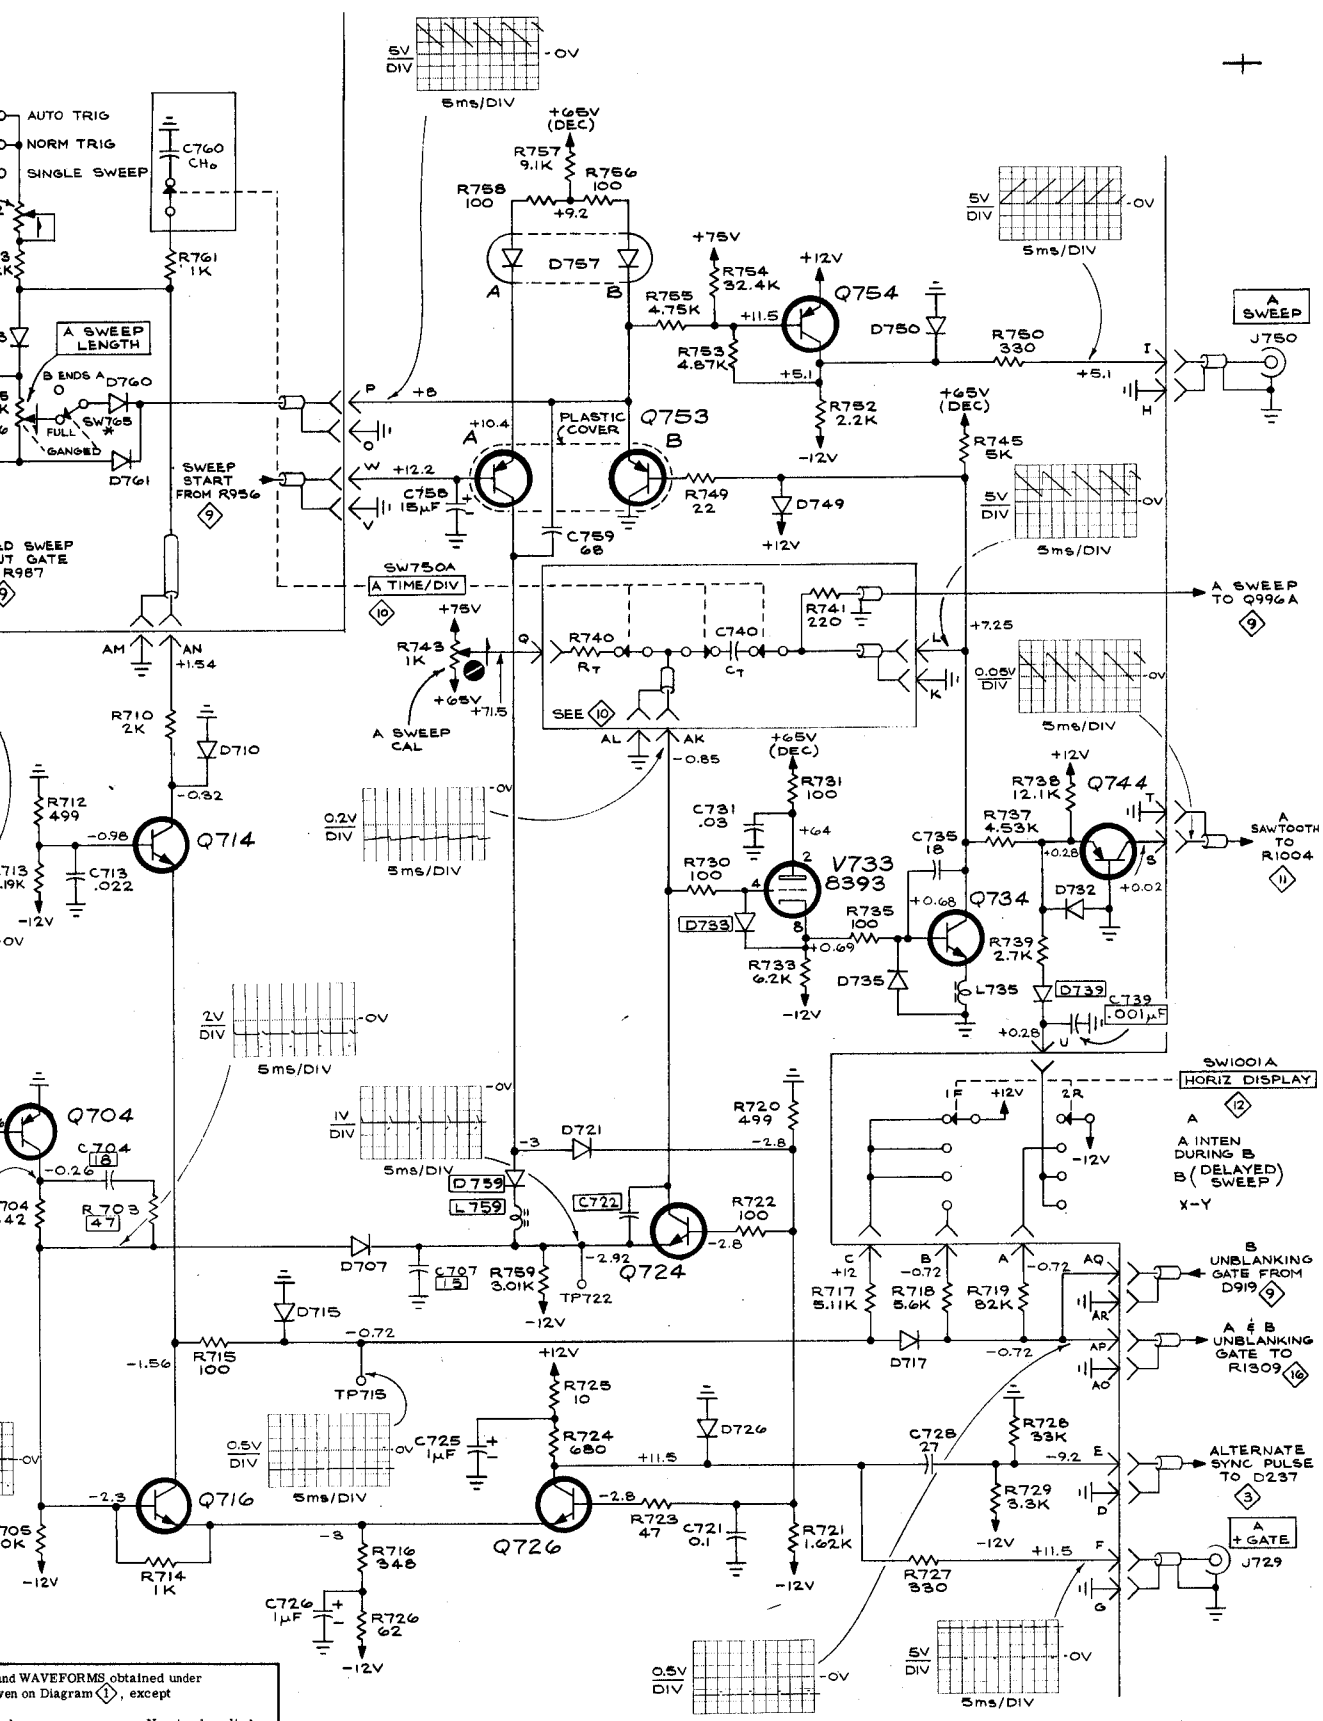 5V
DIV
-0V
5ms/DIV
AUTO TRIG
NORM TRIG
SINGLE SWEEP
C760
CH₀
+65V
(DEC)
R757
9.1K
R758
100
R756
100
+9.2
D757
A
B
R761
1K
5V
DIV
-0V
5ms/DIV
+75V
R754
32.4K
+12V
Q754
R755
4.75K
+11.5
R753
4.87K
+5.1
D750
R750
330
+5.1
I
H
A
SWEEP
J750
A SWEEP
LENGTH
B ENDS A
D760
SW765
*
FULL
GANGED
D761
P
+8
O
W
+12.2
V
SWEEP
START
FROM R956
9
+10.4
A
PLASTIC
COVER
Q753
B
R752
2.2K
-12V
+65V
(DEC)
R745
5K
C758
15µF
R749
22
D749
+12V
5V
DIV
-0V
5ms/DIV
C759
68
SWEEP
GATE
R987
9
SW750A
A TIME/DIV
10
+75V
R743
1K
+65V
+71.5
A SWEEP
CAL
Q
R740
R_T
C740
C_T
R741
220
L
K
SEE 10
AL
AK
A SWEEP
TO Q996A
9
+7.25
0.05V
DIV
5ms/DIV
AM
AN
+1.54
R710
2K
D710
-0.32
R712
499
-0.98
Q714
C713
.022
-12V
-0V
-0.85
0.2V
DIV
-0V
5ms/DIV
+65V
(DEC)
R731
100
C731
.03
+64
2
R730
100
4
V733
8393
D733
8
+0.69
R733
6.2K
-12V
R735
100
C735
18
+0.68
Q734
D735
L735
R737
4.53K
+12V
R738
12.1K
Q744
+0.28
D732
+0.02
R739
2.7K
D739
C739
.001µF
+0.28
U
Y
T
S
A
SAWTOOTH
TO
R1004
11
2V
DIV
-0V
5ms/DIV
Q704
C704
18
-0.26
R703
47
1V
DIV
-0V
5ms/DIV
-3
D721
R720
499
-2.8
D759
L759
C722
R722
100
-2.8
Q724
-2.92
TP722
D707
C707
15
R759
3.01K
-12V
SW1001A
HORIZ DISPLAY
12
1F
+12V
2R
-12V
A
A INTEN
DURING B
B (DELAYED
SWEEP)
X-Y
C
+12
B
-0.72
A
-0.72
R717
5.11K
R718
5.6K
R719
82K
D717
-0.72
AQ
AR
AP
AO
B
UNBLANKING
GATE FROM
D919 9
A & B
UNBLANKING
GATE TO
R1309 16
D715
R715
100
-0.72
TP715
-1.56
0.5V
DIV
-0V
5ms/DIV
+12V
R725
10
R724
680
C725
1µF
+11.5
D726
C728
27
R728
33K
-9.2
E
D
R729
3.3K
-12V
ALTERNATE
SYNC PULSE
TO D237
3
-2.3
Q716
R714
1K
-3
R716
348
C726
1µF
R726
62
-12V
Q726
-2.8
R723
47
C721
0.1
R721
1.62K
-12V
+11.5
F
G
R727
330
A
+ GATE
J729
-12V
0.5V
DIV
-0V
5V
DIV
-0V
5ms/DIV
and WAVEFORMS obtained under
on Diagram 1, except